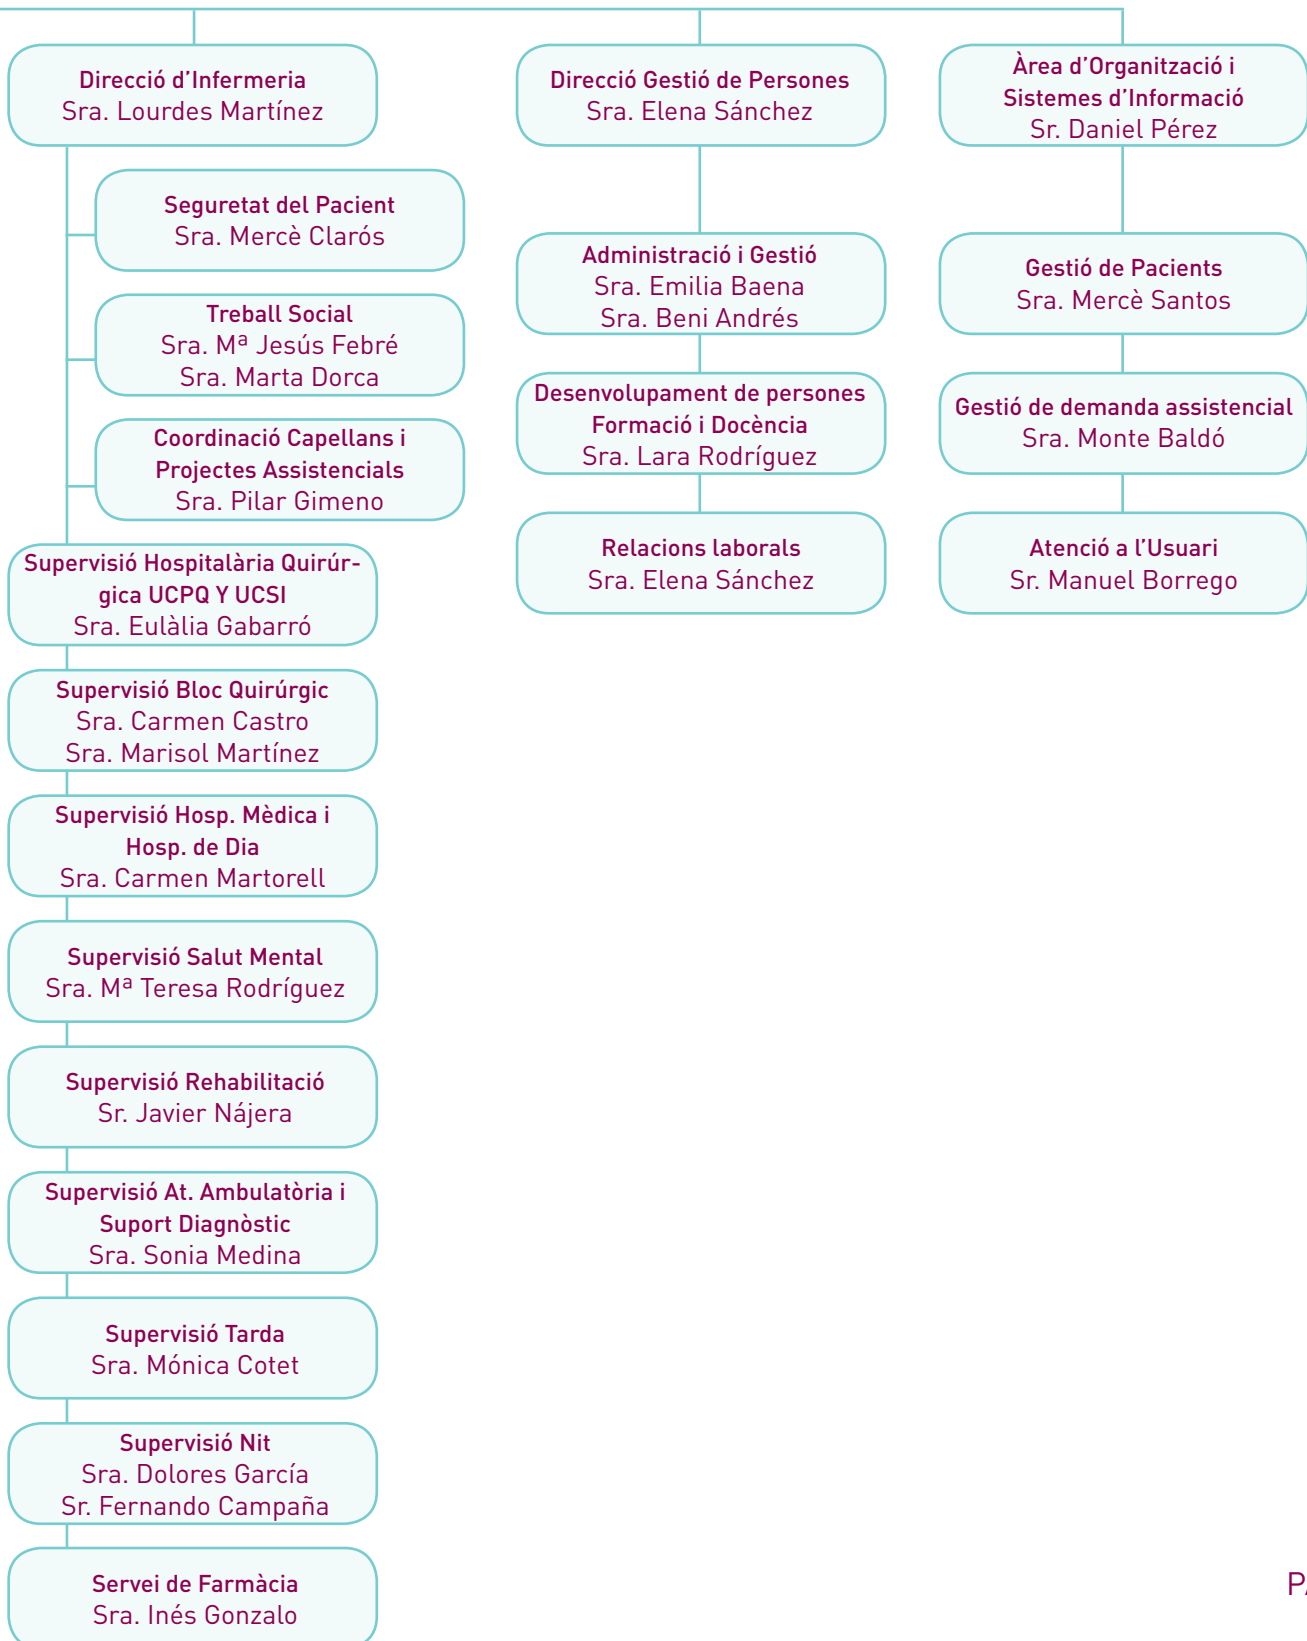 Direcció d’Infermeria
Sra. Lourdes Martínez
Seguretat del Pacient
Sra. Mercè Clarós
Treball Social
Sra. Mª Jesús Febré
Sra. Marta Dorca
Coordinació Capellans i
Projectes Assistencials
Sra. Pilar Gimeno
Supervisió Hospitalària Quirúr-
gica UCPQ Y UCSI
Sra. Eulàlia Gabarró
Supervisió Bloc Quirúrgic
Sra. Carmen Castro
Sra. Marisol Martínez
Supervisió Hosp. Mèdica i
Hosp. de Dia
Sra. Carmen Martorell
Supervisió Salut Mental
Sra. Mª Teresa Rodríguez
Supervisió Rehabilitació
Sr. Javier Nájera
Supervisió At. Ambulatòria i
Suport Diagnòstic
Sra. Sonia Medina
Supervisió Tarda
Sra. Mónica Cotet
Supervisió Nit
Sra. Dolores García
Sr. Fernando Campaña
Servei de Farmàcia
Sra. Inés Gonzalo
Direcció Gestió de Persones
Sra. Elena Sánchez
Administració i Gestió
Sra. Emilia Baena
Sra. Beni Andrés
Desenvolupament de persones
Formació i Docència
Sra. Lara Rodríguez
Relacions laborals
Sra. Elena Sánchez
Àrea d’Organització i
Sistemes d’Informació
Sr. Daniel Pérez
Gestió de Pacients
Sra. Mercè Santos
Gestió de demanda assistencial
Sra. Monte Baldó
Atenció a l’Usuari
Sr. Manuel Borrego